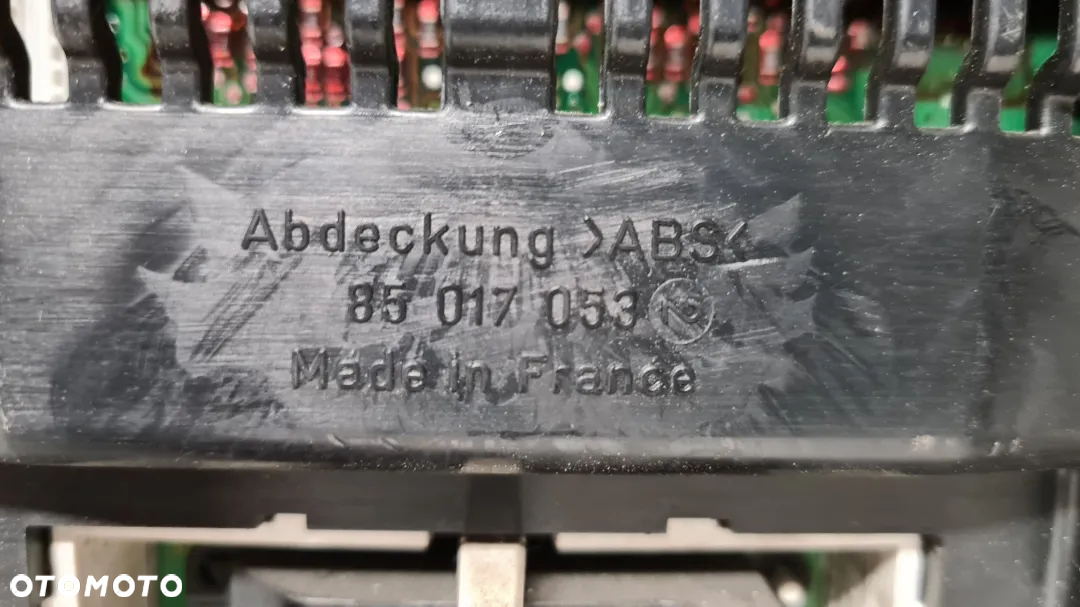 Abdeckung >ABS<
85 017 053
Made in France
OTOMOTO